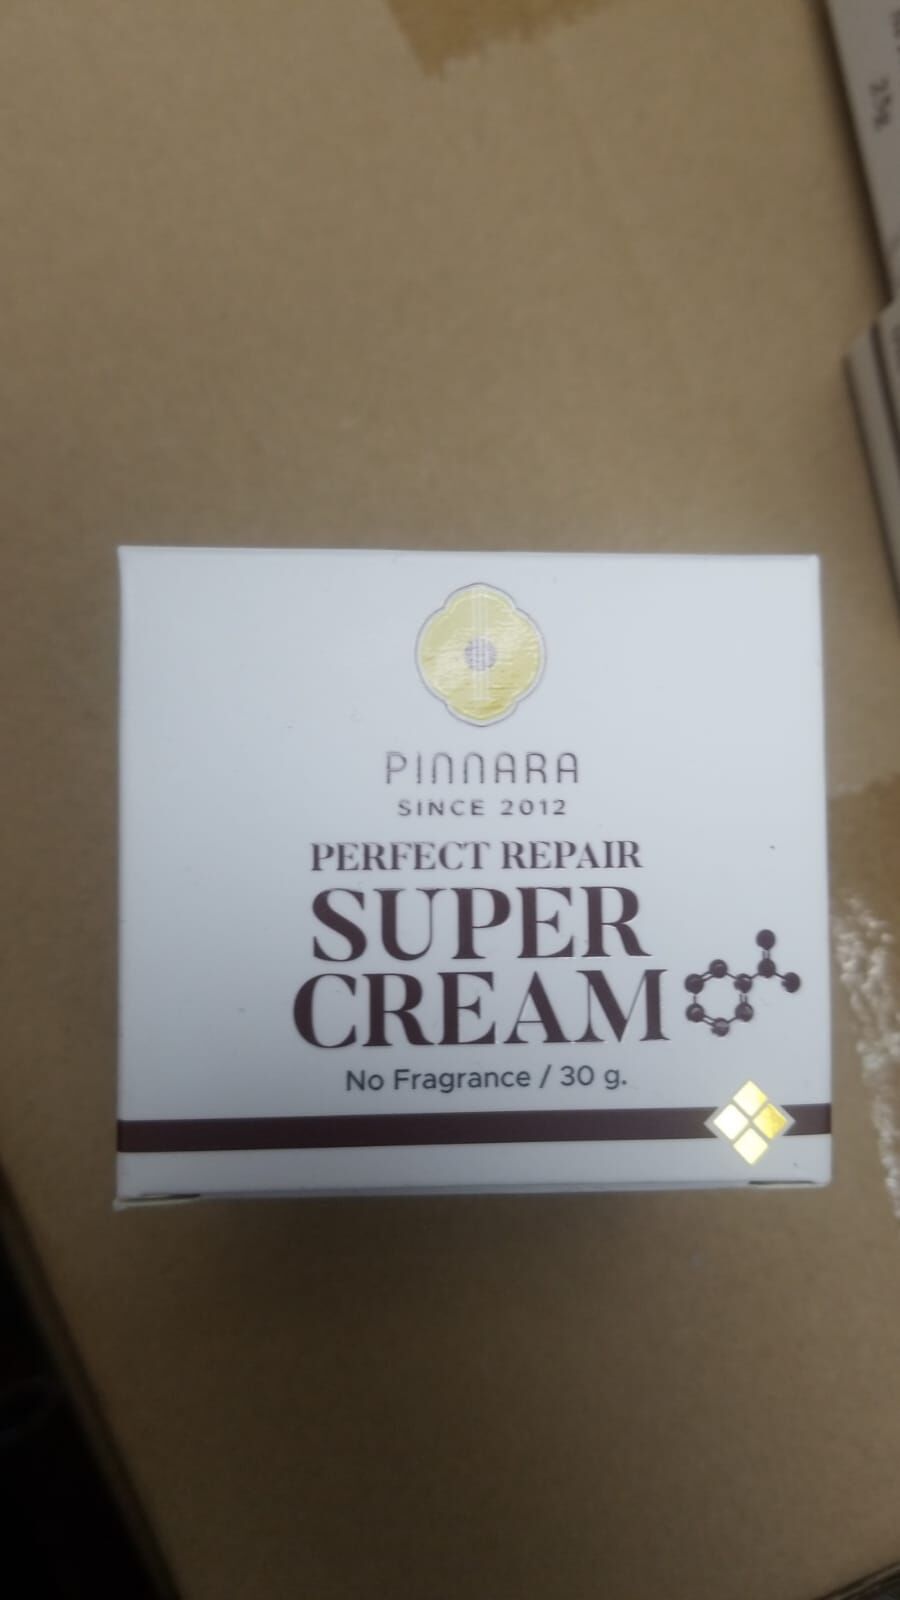 PINNARA
SINCE 2012
PERFECT REPAIR
SUPER
CREAM
No Fragrance / 30 g.